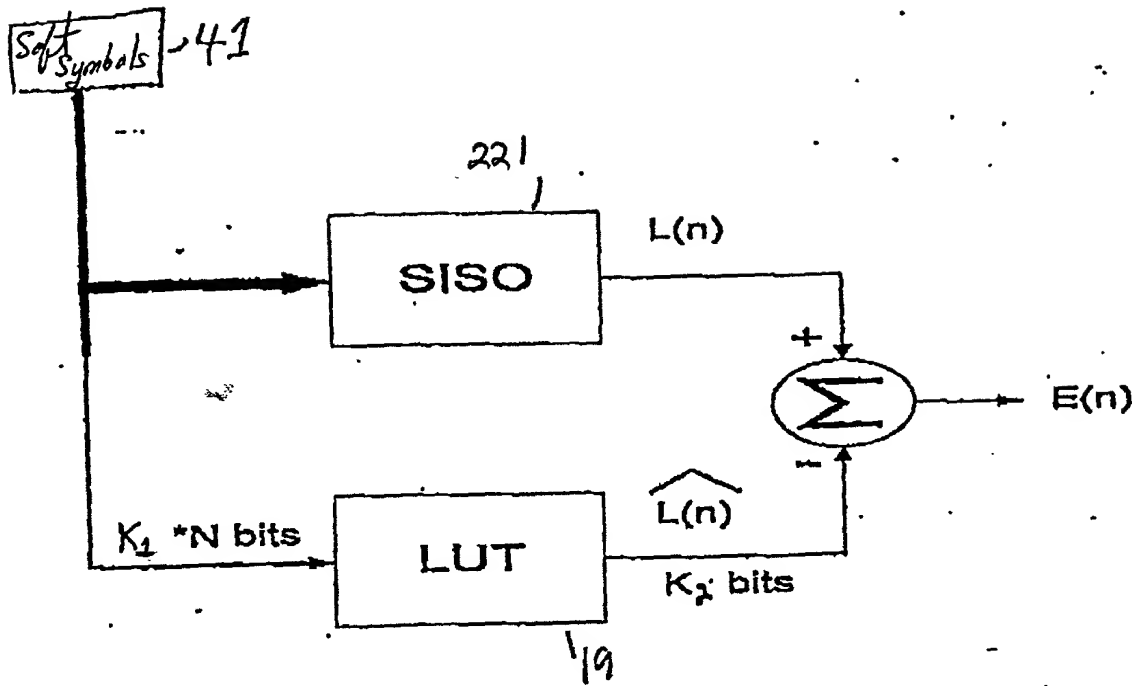 Soft
Symbols
41
221
SISO
L(n)
+
Σ
E(n)
-
K1 *N bits
LUT
L(n)
K2 bits
19